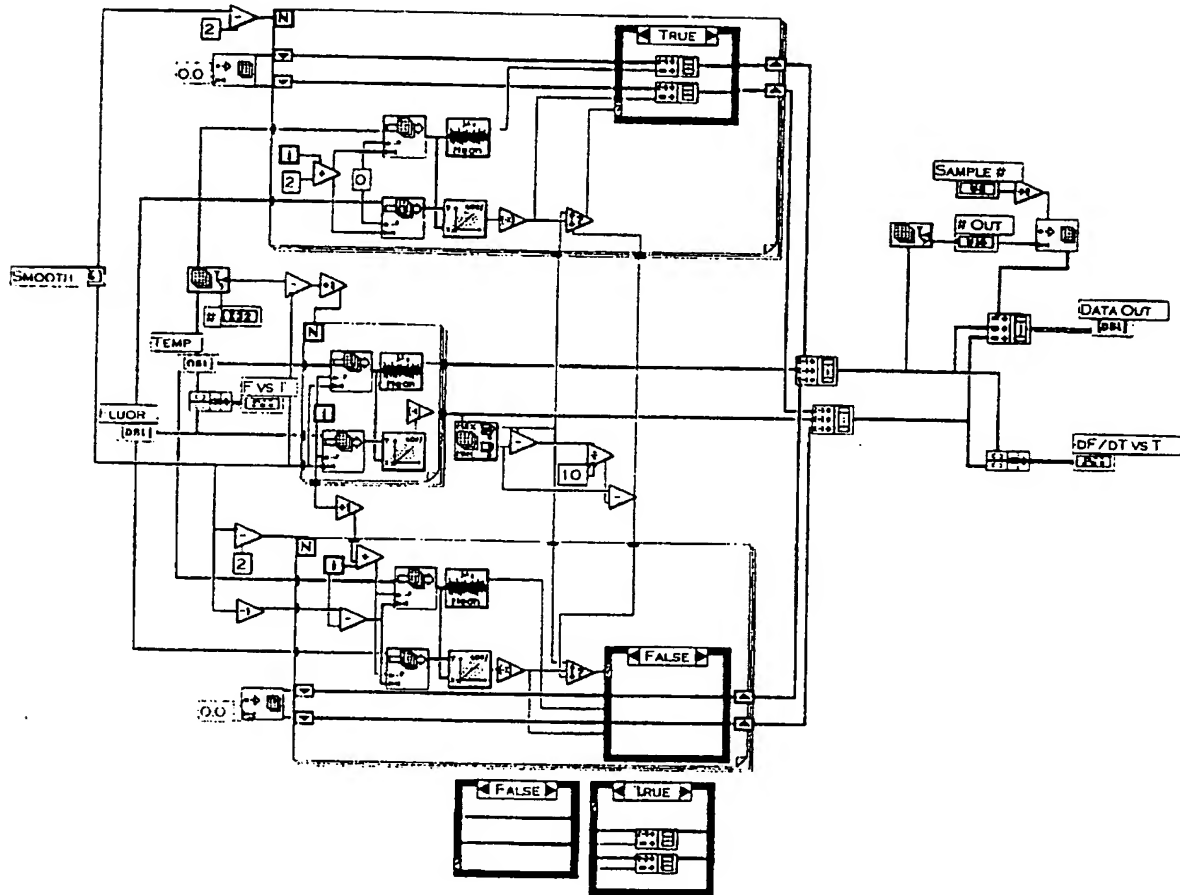 2
N
TRUE
0.0
Mean
1
2
0
SAMPLE #
# OUT
SMOOTH
#
N
TEMP
DBL
Mean
DATA OUT
DBL
F VS T
FLUOR
DBL
10
DF/DT VS T
2
N
1
Mean
FALSE
0.0
FALSE
TRUE